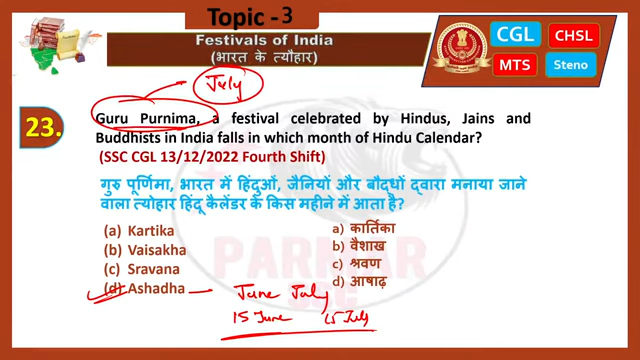 Topic -3
Festivals of India
(भारत के त्यौहार)
CGL
CHSL
MTS
Steno
July
23.
Guru Purnima, a festival celebrated by Hindus, Jains and
Buddhists in India falls in which month of Hindu Calendar?
(SSC CGL 13/12/2022 Fourth Shift)
गुरु पूर्णिमा, भारत में हिंदुओं, जैनियों और बौद्धों द्वारा मनाया जाने
वाला त्योहार हिंदू कैलेंडर के किस महीने में आता है?
(a) Kartika
(b) Vaisakha
(c) Sravana
(d) Ashadha
a) कार्तिका
b) वैशाख
c) श्रवण
d) आषाढ़
June July
15 June 15 July
PARMAR
SSC